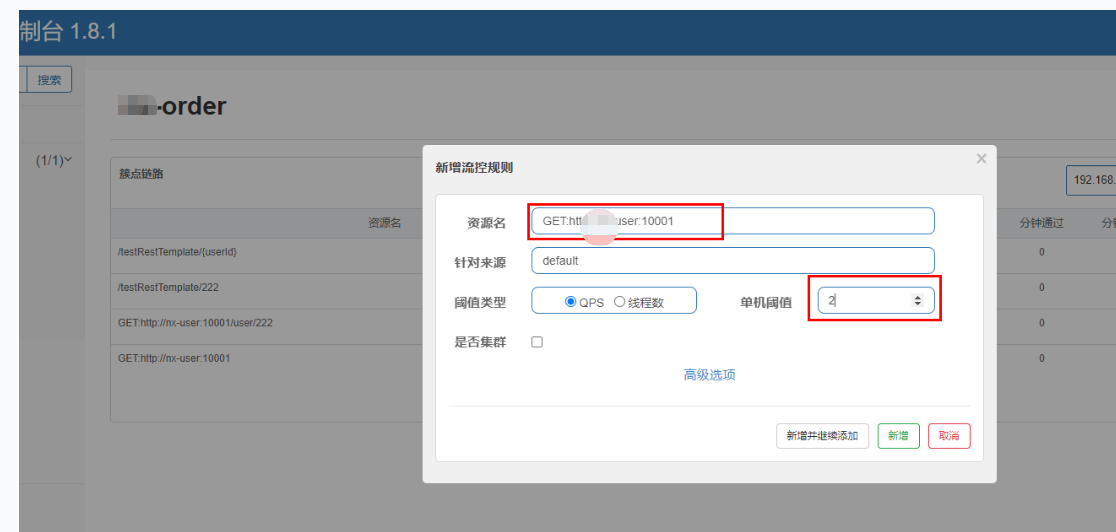 制台 1.8.1
搜索
-order
(1/1)
簇点链路
192.168.
资源名
分钟通过
/testRestTemplate/{userId}
0
/testRestTemplate/222
0
GET:http://nx-user:10001/user/222
0
GET:http://nx-user:10001
0
新增流控规则
×
资源名
GET:htt user:10001
针对来源
default
阈值类型
QPS
线程数
单机阈值
2
是否集群
高级选项
新增并继续添加
新增
取消